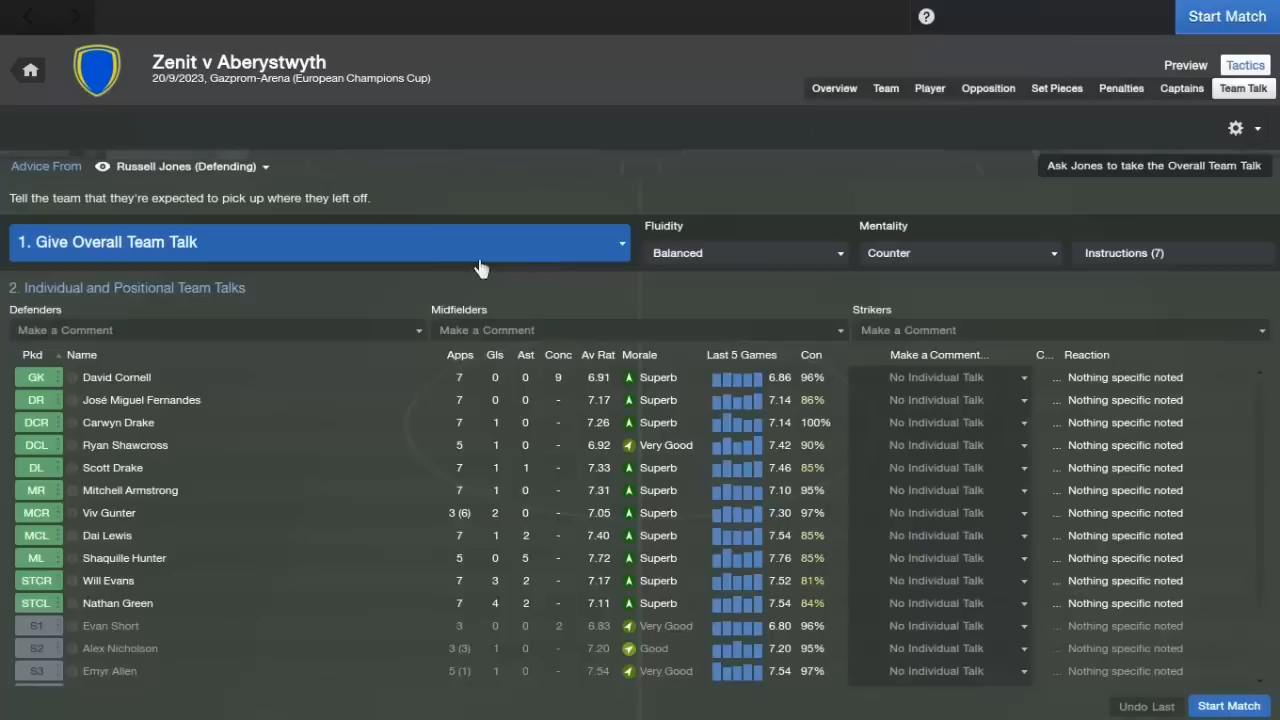 Start Match
Zenit v Aberystwyth
20/9/2023, Gazprom-Arena (European Champions Cup)
Preview Tactics
Overview Team Player Opposition Set Pieces Penalties Captains Team Talk
Advice From Russell Jones (Defending) Ask Jones to take the Overall Team Talk
Tell the team that they're expected to pick up where they left off.
Fluidity Mentality
1. Give Overall Team Talk Balanced Counter Instructions (7)
2. Individual and Positional Team Talks
Defenders Midfielders Strikers
Make a Comment Make a Comment Make a Comment
Pkd Name Apps Gls Ast Conc Av Rat Morale Last 5 Games Con Make a Comment... C... Reaction
GK David Cornell 7 0 0 9 6.91 Superb 6.86 96% No Individual Talk ... Nothing specific noted
DR José Miguel Fernandes 7 0 0 - 7.17 Superb 7.14 86% No Individual Talk ... Nothing specific noted
DCR Carwyn Drake 7 1 0 - 7.26 Superb 7.14 100% No Individual Talk ... Nothing specific noted
DCL Ryan Shawcross 5 1 0 - 6.92 Very Good 7.42 90% No Individual Talk ... Nothing specific noted
DL Scott Drake 7 1 1 - 7.33 Superb 7.46 85% No Individual Talk ... Nothing specific noted
MR Mitchell Armstrong 7 1 0 - 7.31 Superb 7.10 95% No Individual Talk ... Nothing specific noted
MCR Viv Gunter 3 (6) 2 0 - 7.05 Superb 7.30 97% No Individual Talk ... Nothing specific noted
MCL Dai Lewis 7 1 2 - 7.40 Superb 7.54 85% No Individual Talk ... Nothing specific noted
ML Shaquille Hunter 5 0 5 - 7.72 Superb 7.76 85% No Individual Talk ... Nothing specific noted
STCR Will Evans 7 3 2 - 7.17 Superb 7.52 81% No Individual Talk ... Nothing specific noted
STCL Nathan Green 7 4 2 - 7.11 Superb 7.54 84% No Individual Talk ... Nothing specific noted
S1 Evan Short 3 0 0 2 6.83 Very Good 6.80 96% No Individual Talk ... Nothing specific noted
S2 Alex Nicholson 3 (3) 1 0 - 7.20 Good 7.20 95% No Individual Talk ... Nothing specific noted
S3 Emyr Allen 5 (1) 1 0 - 7.54 Very Good 7.54 97% No Individual Talk ... Nothing specific noted
Undo Last Start Match